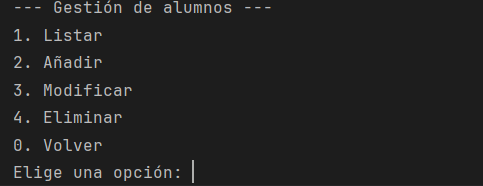 --- Gestión de alumnos ---
1. Listar
2. Añadir
3. Modificar
4. Eliminar
0. Volver
Elige una opción: